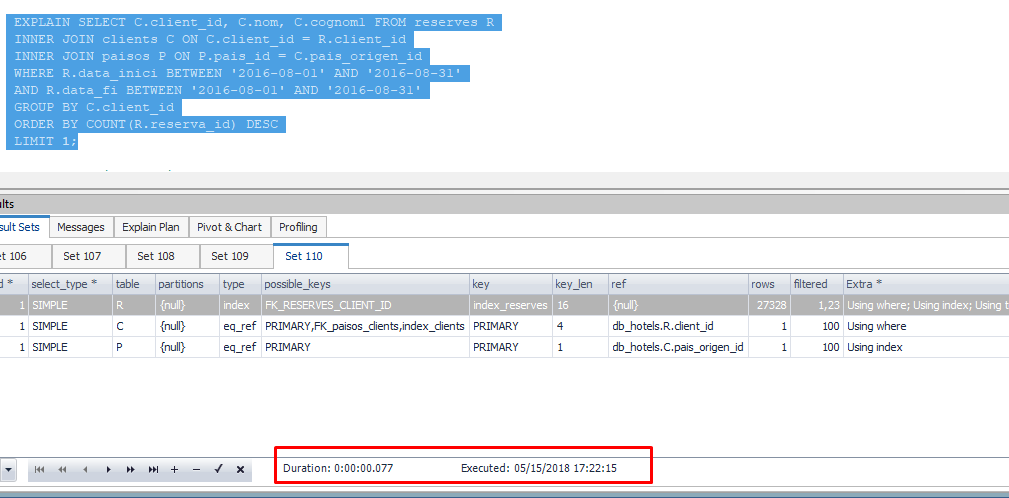 EXPLAIN SELECT C.client_id, C.nom, C.cognom1 FROM reserves R
INNER JOIN clients C ON C.client_id = R.client_id
INNER JOIN paisos P ON P.pais_id = C.pais_origen_id
WHERE R.data_inici BETWEEN '2016-08-01' AND '2016-08-31'
AND R.data_fi BETWEEN '2016-08-01' AND '2016-08-31'
GROUP BY C.client_id
ORDER BY COUNT(R.reserva_id) DESC
LIMIT 1;
ults
sult Sets Messages Explain Plan Pivot & Chart Profiling
et 106 Set 107 Set 108 Set 109 Set 110
d * select_type * table partitions type possible_keys key key_len ref rows filtered Extra *
1 SIMPLE R {null} index FK_RESERVES_CLIENT_ID index_reserves 16 {null} 27328 1,23 Using where; Using index; Using t
1 SIMPLE C {null} eq_ref PRIMARY,FK_paisos_clients,index_clients PRIMARY 4 db_hotels.R.client_id 1 100 Using where
1 SIMPLE P {null} eq_ref PRIMARY PRIMARY 1 db_hotels.C.pais_origen_id 1 100 Using index
Duration: 0:00:00.077 Executed: 05/15/2018 17:22:15